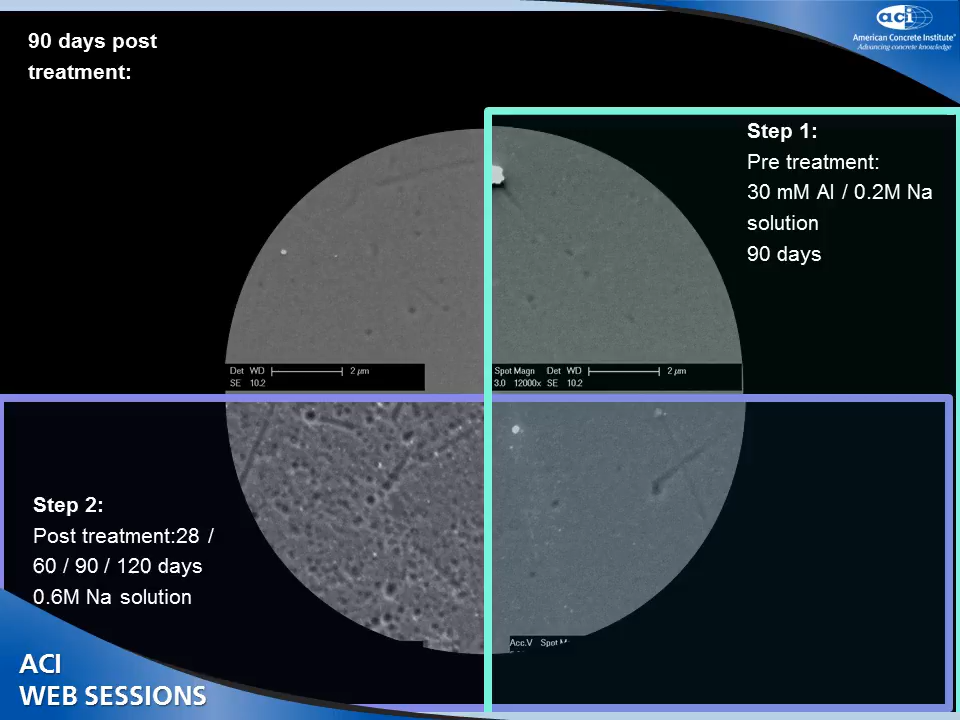 aci
American Concrete Institute®
Advancing concrete knowledge
90 days post
treatment:
Step 1:
Pre treatment:
30 mM Al / 0.2M Na
solution
90 days
Det WD 2 µm
SE 10.2
Spot Magn Det WD 2 µm
3.0 12000x SE 10.2
Step 2:
Post treatment:28 /
60 / 90 / 120 days
0.6M Na solution
Acc.V Spot
ACI
WEB SESSIONS